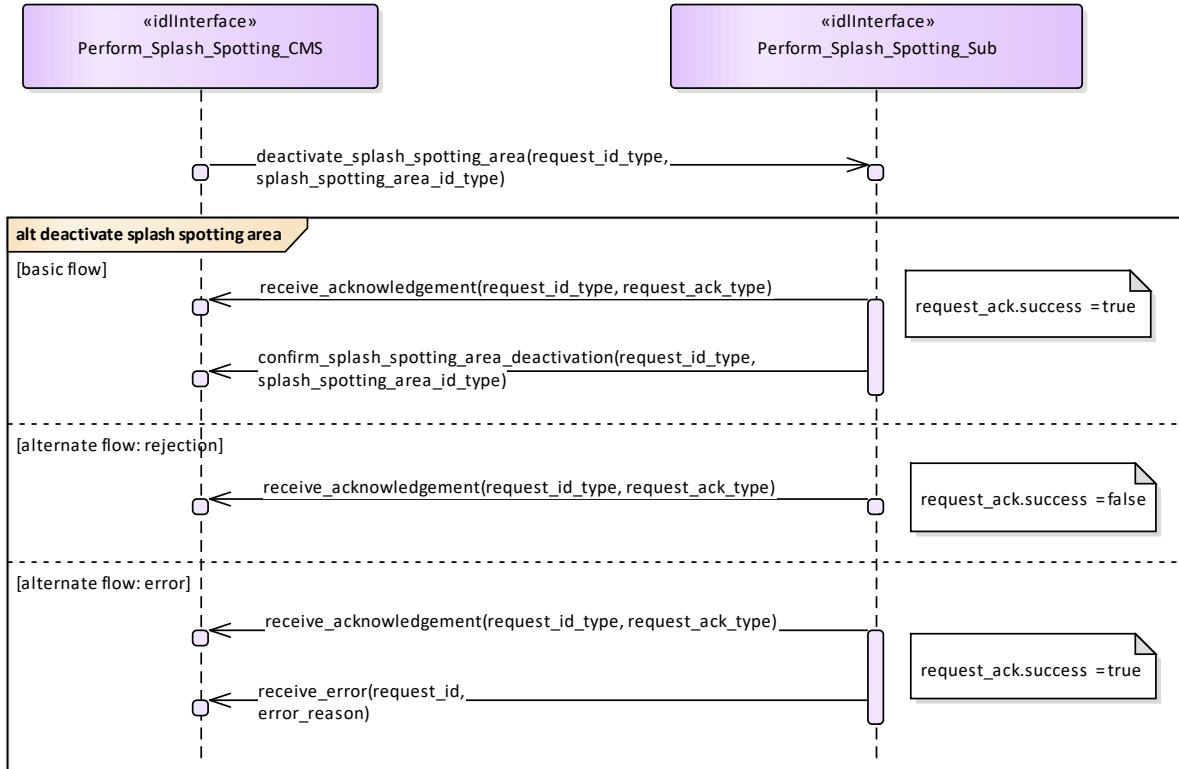 «idlInterface»
Perform_Splash_Spotting_CMS
«idlInterface»
Perform_Splash_Spotting_Sub
deactivate_splash_spotting_area(request_id_type,
splash_spotting_area_id_type)
alt deactivate splash spotting area
[basic flow]
receive_acknowledgement(request_id_type, request_ack_type)
request_ack.success =true
confirm_splash_spotting_area_deactivation(request_id_type,
splash_spotting_area_id_type)
[alternate flow: rejection]
receive_acknowledgement(request_id_type, request_ack_type)
request_ack.success =false
[alternate flow: error]
receive_acknowledgement(request_id_type, request_ack_type)
request_ack.success =true
receive_error(request_id,
error_reason)